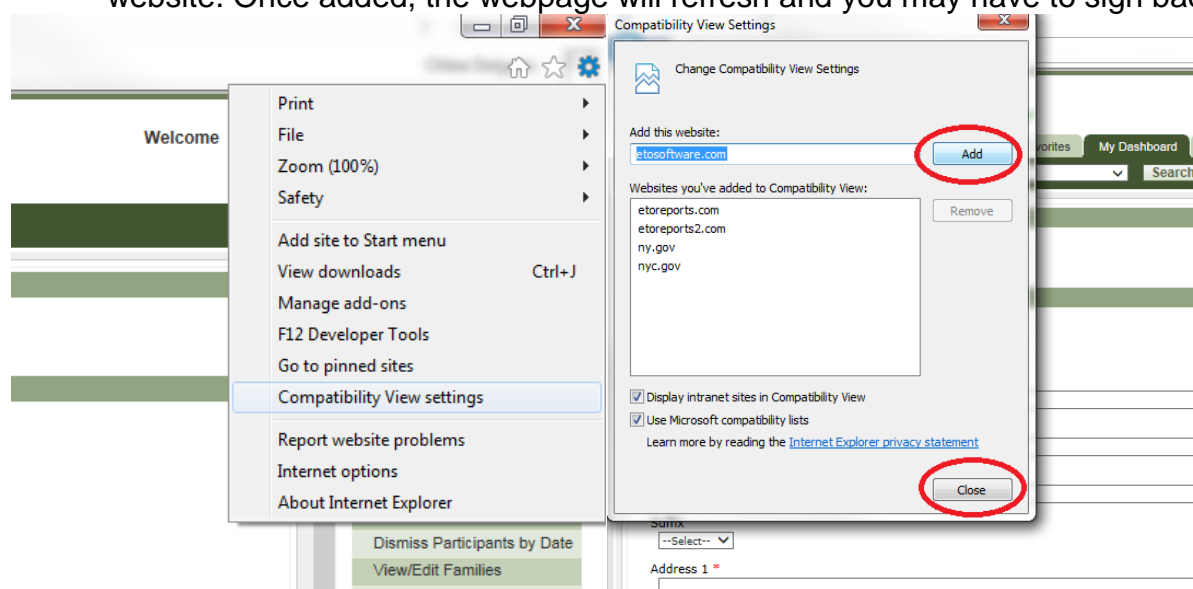 website. Once added, the webpage will refresh and you may have to sign bac
Print
File
Zoom (100%)
Safety
Add site to Start menu
View downloads Ctrl+J
Manage add-ons
F12 Developer Tools
Go to pinned sites
Compatibility View settings
Report website problems
Internet options
About Internet Explorer
Welcome
Dismiss Participants by Date
View/Edit Families
Compatibility View Settings
Change Compatibility View Settings
Add this website:
etosoftware.com Add
Websites you've added to Compatibility View:
etoreports.com Remove
etoreports2.com
ny.gov
nyc.gov
Display intranet sites in Compatibility View
Use Microsoft compatibility lists
Learn more by reading the Internet Explorer privacy statement
Close
vorites My Dashboard
Search
Suffix
--Select--
Address 1 *